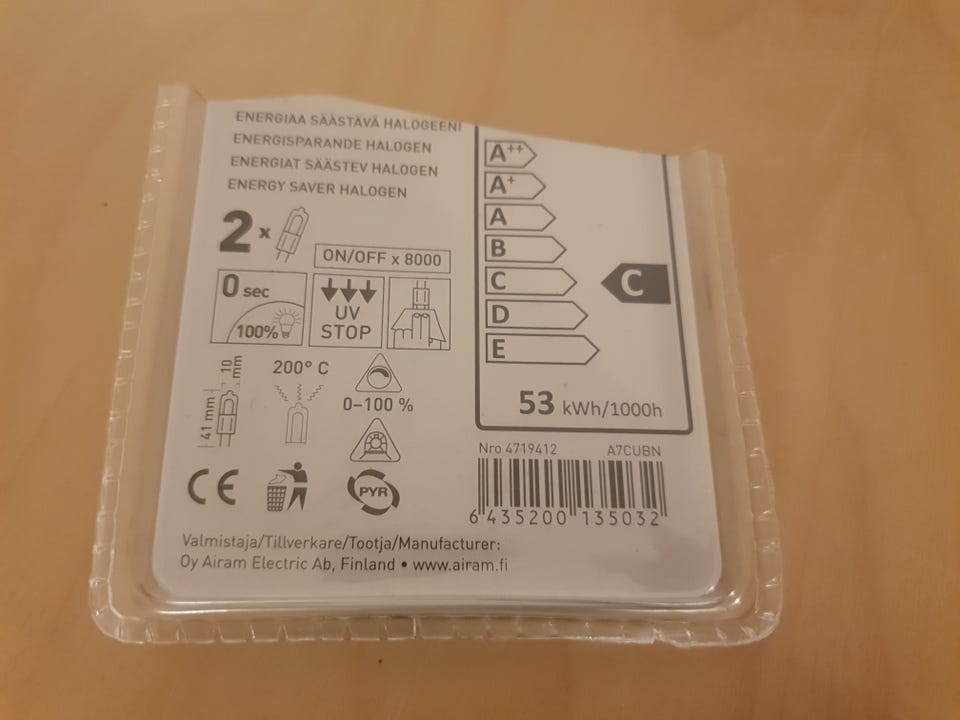 ENERGIAA SÄÄSTÄVÄ HALOGEENI
ENERGISPARANDE HALOGEN
ENERGIAT SÄÄSTEV HALOGEN
ENERGY SAVER HALOGEN
2 x
ON/OFF x 8000
0 sec
100%
UV
STOP
10 mm
41 mm
200° C
0–100 %
CE
PYR
A++
A+
A
B
C
D
E
C
53 kWh/1000h
Nro 4719412 A7CUBN
6 435200 135032
Valmistaja/Tillverkare/Tootja/Manufacturer:
Oy Airam Electric Ab, Finland • www.airam.fi